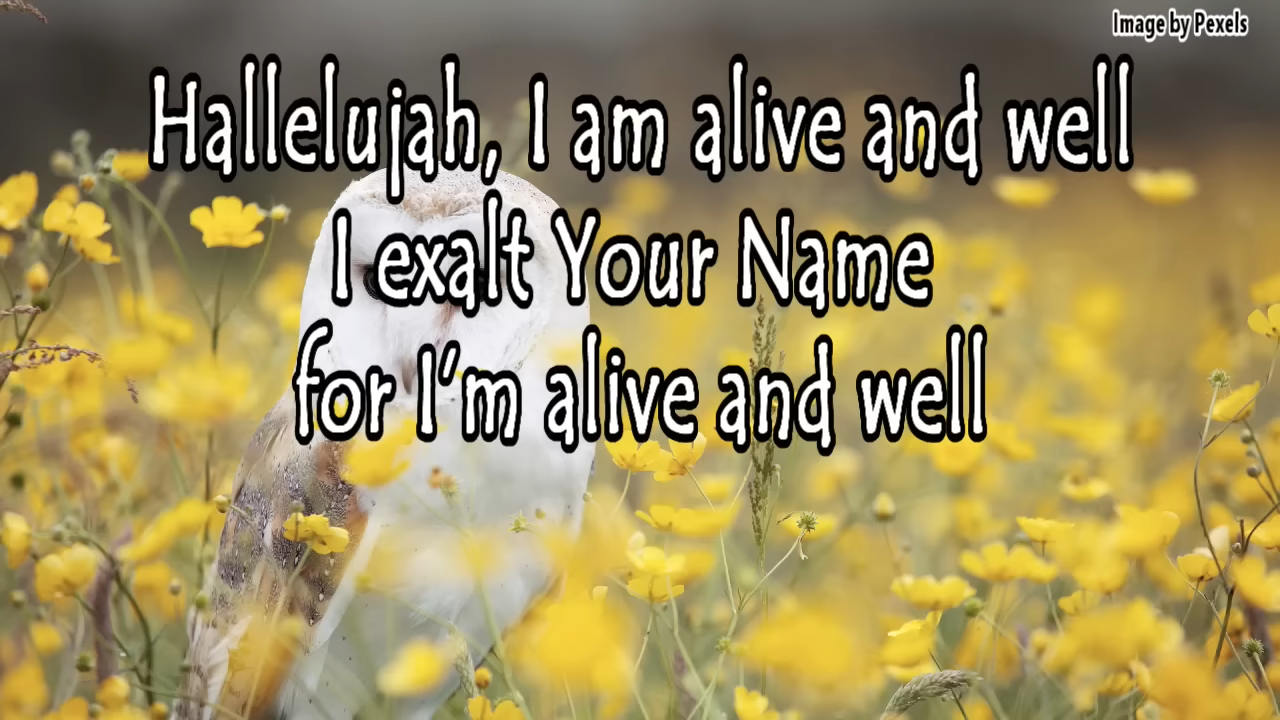 Image by Pexels
Hallelujah, I am alive and well
I exalt Your Name
for I'm alive and well